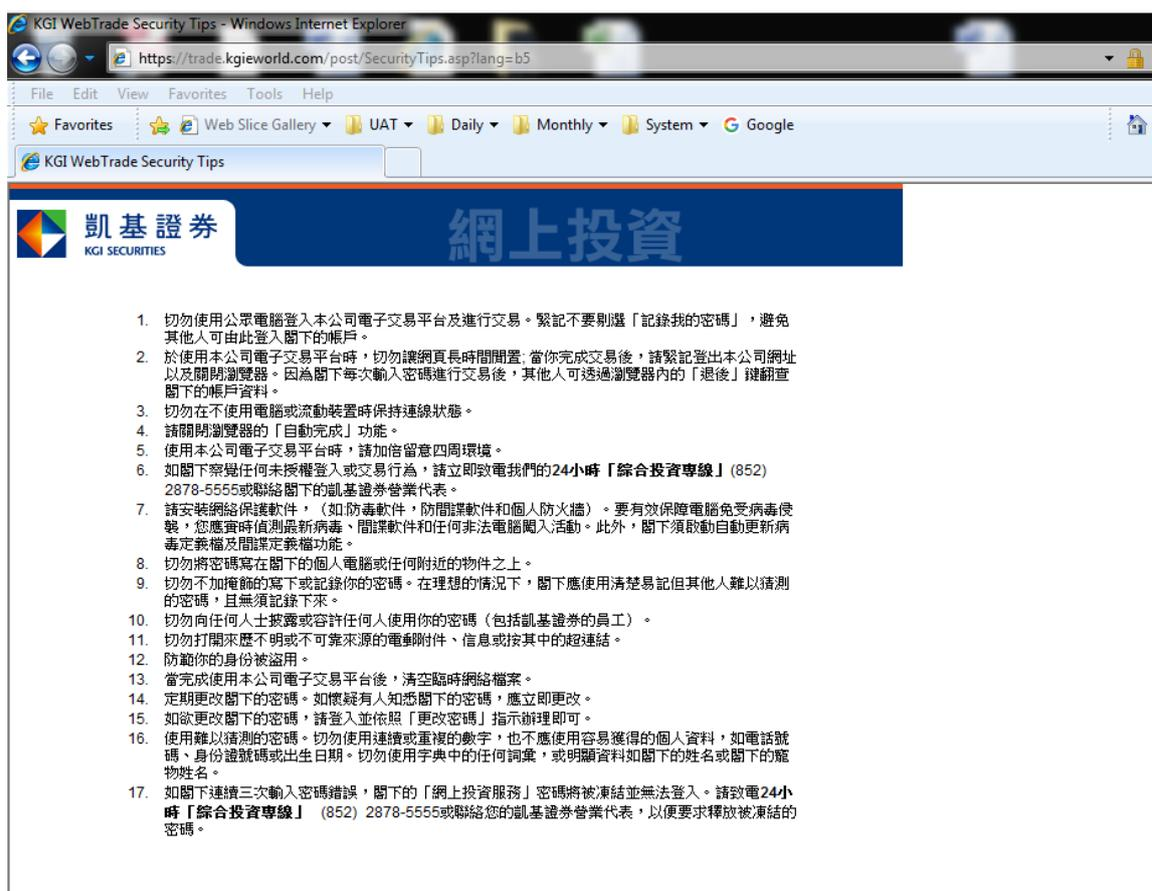 KGI WebTrade Security Tips - Windows Internet Explorer
https://trade.kgieworld.com/post/SecurityTips.asp?lang=b5
File Edit View Favorites Tools Help
Favorites Web Slice Gallery UAT Daily Monthly System Google
KGI WebTrade Security Tips
凱基證券
KGI SECURITIES
網上投資
1. 切勿使用公眾電腦登入本公司電子交易平台及進行交易。緊記不要剔選「記錄我的密碼」，避免
其他人可由此登入閣下的帳戶。
2. 於使用本公司電子交易平台時，切勿讓網頁長時間閒置; 當你完成交易後，請緊記登出本公司網址
以及關閉瀏覽器。因為閣下每次輸入密碼進行交易後，其他人可透過瀏覽器內的「退後」鍵翻查
閣下的帳戶資料。
3. 切勿在不使用電腦或流動裝置時保持連線狀態。
4. 請關閉瀏覽器的「自動完成」功能。
5. 使用本公司電子交易平台時，請加倍留意四周環境。
6. 如閣下察覺任何未授權登入或交易行為，請立即致電我們的24小時「綜合投資專線」(852)
2878-5555或聯絡閣下的凱基證券營業代表。
7. 請安裝網絡保護軟件，（如:防毒軟件，防間諜軟件和個人防火牆）。要有效保障電腦免受病毒侵
襲，您應實時偵測最新病毒、間諜軟件和任何非法電腦闖入活動。此外，閣下須啟動自動更新病
毒定義檔及間諜定義檔功能。
8. 切勿將密碼寫在閣下的個人電腦或任何附近的物件之上。
9. 切勿不加掩飾的寫下或記錄你的密碼。在理想的情況下，閣下應使用清楚易記但其他人難以猜測
的密碼，且無須記錄下來。
10. 切勿向任何人士披露或容許任何人使用你的密碼（包括凱基證券的員工）。
11. 切勿打開來歷不明或不可靠來源的電郵附件、信息或按其中的超連結。
12. 防範你的身份被盜用。
13. 當完成使用本公司電子交易平台後，清空臨時網絡檔案。
14. 定期更改閣下的密碼。如懷疑有人知悉閣下的密碼，應立即更改。
15. 如欲更改閣下的密碼，請登入並依照「更改密碼」指示辦理即可。
16. 使用難以猜測的密碼。切勿使用連續或重複的數字，也不應使用容易獲得的個人資料，如電話號
碼、身份證號碼或出生日期。切勿使用字典中的任何詞彙，或明顯資料如閣下的姓名或閣下的寵
物姓名。
17. 如閣下連續三次輸入密碼錯誤，閣下的「網上投資服務」密碼將被凍結並無法登入。請致電24小
時「綜合投資專線」 (852) 2878-5555或聯絡您的凱基證券營業代表，以便要求釋放被凍結的
密碼。